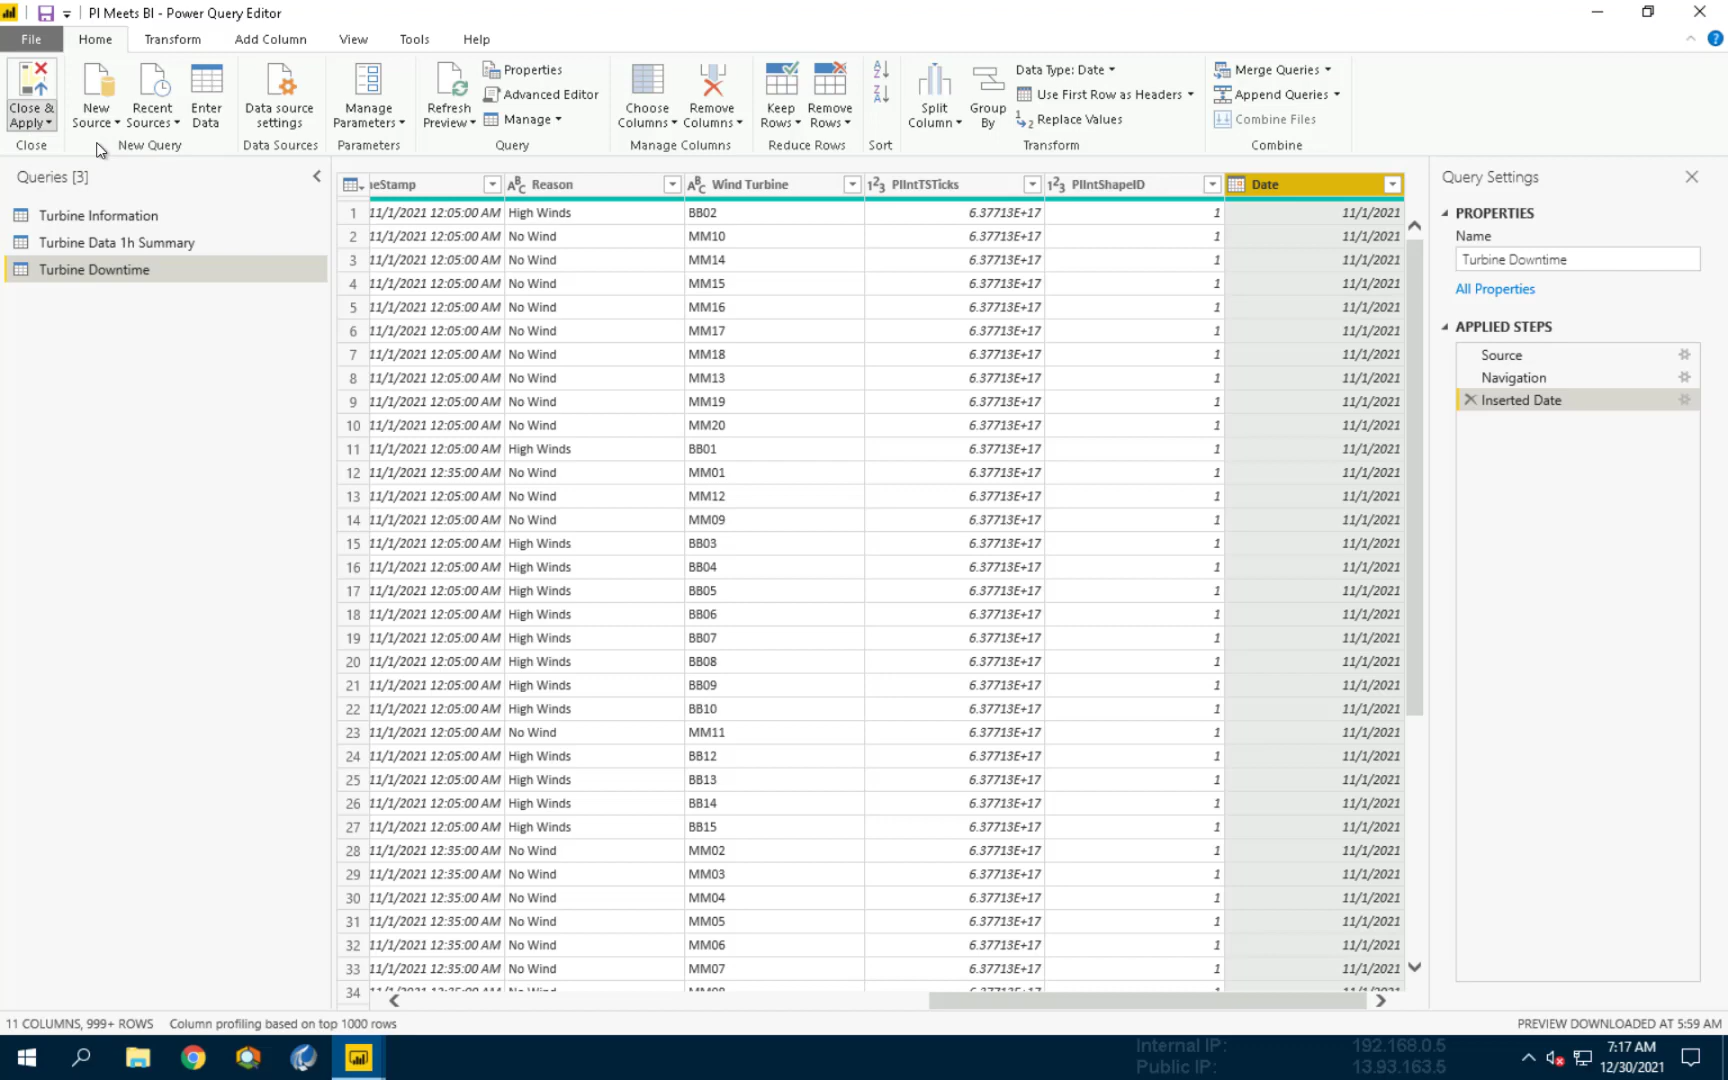 PI Meets BI - Power Query Editor
File Home Transform Add Column View Tools Help
Close & Apply
New Source
Recent Sources
Enter Data
Data source settings
Manage Parameters
Refresh Preview
Properties
Advanced Editor
Manage
Choose Columns
Remove Columns
Keep Rows
Remove Rows
Split Column
Group By
Data Type: Date
Use First Row as Headers
Replace Values
Merge Queries
Append Queries
Combine Files
Close New Query Data Sources Parameters Query Manage Columns Reduce Rows Sort Transform Combine
Queries [3]
Turbine Information
Turbine Data 1h Summary
Turbine Downtime
eStamp Reason Wind Turbine PIIntTSTicks PIIntShapeID Date
1 11/1/2021 12:05:00 AM High Winds BB02 6.37713E+17 1 11/1/2021
2 11/1/2021 12:05:00 AM No Wind MM10 6.37713E+17 1 11/1/2021
3 11/1/2021 12:05:00 AM No Wind MM14 6.37713E+17 1 11/1/2021
4 11/1/2021 12:05:00 AM No Wind MM15 6.37713E+17 1 11/1/2021
5 11/1/2021 12:05:00 AM No Wind MM16 6.37713E+17 1 11/1/2021
6 11/1/2021 12:05:00 AM No Wind MM17 6.37713E+17 1 11/1/2021
7 11/1/2021 12:05:00 AM No Wind MM18 6.37713E+17 1 11/1/2021
8 11/1/2021 12:05:00 AM No Wind MM13 6.37713E+17 1 11/1/2021
9 11/1/2021 12:05:00 AM No Wind MM19 6.37713E+17 1 11/1/2021
10 11/1/2021 12:05:00 AM No Wind MM20 6.37713E+17 1 11/1/2021
11 11/1/2021 12:05:00 AM High Winds BB01 6.37713E+17 1 11/1/2021
12 11/1/2021 12:35:00 AM No Wind MM01 6.37713E+17 1 11/1/2021
13 11/1/2021 12:05:00 AM No Wind MM12 6.37713E+17 1 11/1/2021
14 11/1/2021 12:05:00 AM No Wind MM09 6.37713E+17 1 11/1/2021
15 11/1/2021 12:05:00 AM High Winds BB03 6.37713E+17 1 11/1/2021
16 11/1/2021 12:05:00 AM High Winds BB04 6.37713E+17 1 11/1/2021
17 11/1/2021 12:05:00 AM High Winds BB05 6.37713E+17 1 11/1/2021
18 11/1/2021 12:05:00 AM High Winds BB06 6.37713E+17 1 11/1/2021
19 11/1/2021 12:05:00 AM High Winds BB07 6.37713E+17 1 11/1/2021
20 11/1/2021 12:05:00 AM High Winds BB08 6.37713E+17 1 11/1/2021
21 11/1/2021 12:05:00 AM High Winds BB09 6.37713E+17 1 11/1/2021
22 11/1/2021 12:05:00 AM High Winds BB10 6.37713E+17 1 11/1/2021
23 11/1/2021 12:05:00 AM No Wind MM11 6.37713E+17 1 11/1/2021
24 11/1/2021 12:05:00 AM High Winds BB12 6.37713E+17 1 11/1/2021
25 11/1/2021 12:05:00 AM High Winds BB13 6.37713E+17 1 11/1/2021
26 11/1/2021 12:05:00 AM High Winds BB14 6.37713E+17 1 11/1/2021
27 11/1/2021 12:05:00 AM High Winds BB15 6.37713E+17 1 11/1/2021
28 11/1/2021 12:35:00 AM No Wind MM02 6.37713E+17 1 11/1/2021
29 11/1/2021 12:35:00 AM No Wind MM03 6.37713E+17 1 11/1/2021
30 11/1/2021 12:35:00 AM No Wind MM04 6.37713E+17 1 11/1/2021
31 11/1/2021 12:35:00 AM No Wind MM05 6.37713E+17 1 11/1/2021
32 11/1/2021 12:35:00 AM No Wind MM06 6.37713E+17 1 11/1/2021
33 11/1/2021 12:35:00 AM No Wind MM07 6.37713E+17 1 11/1/2021
34
Query Settings
PROPERTIES
Name
Turbine Downtime
All Properties
APPLIED STEPS
Source
Navigation
Inserted Date
11 COLUMNS, 999+ ROWS Column profiling based on top 1000 rows PREVIEW DOWNLOADED AT 5:59 AM
Internal IP: 192.168.0.5
Public IP: 13.93.163.5
7:17 AM
12/30/2021